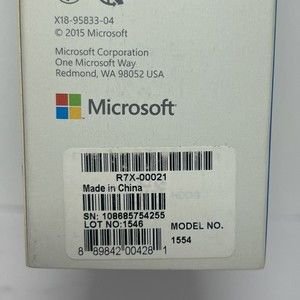 X18-95833-04
© 2015 Microsoft
Microsoft Corporation
One Microsoft Way
Redmond, WA 98052 USA
Microsoft
R7X-00021
Made in China
SN: 108685754255
LOT NO:1546
MODEL NO.
1554
8 89842 00428 1